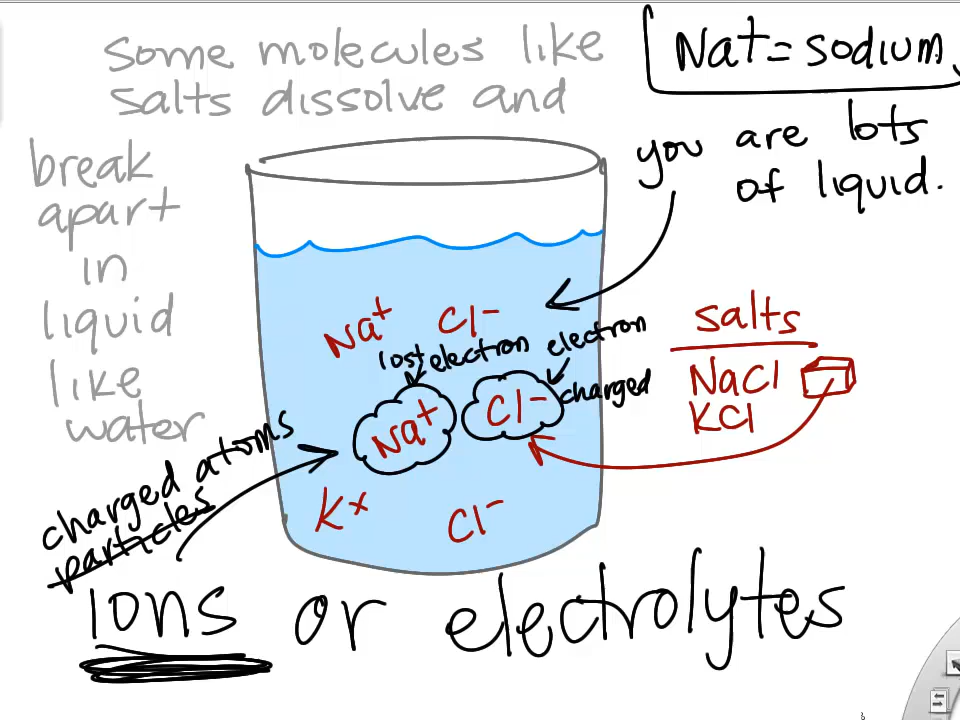 Some molecules like
salts dissolve and
break
apart
in
liquid
like
water
Na+ = sodium
you are lots
of liquid.
Na+ Cl-
lost electron
electron
charged
Na+ Cl-
K+
Cl-
salts
NaCl
KCl
charged atoms
particles
Ions or electrolytes